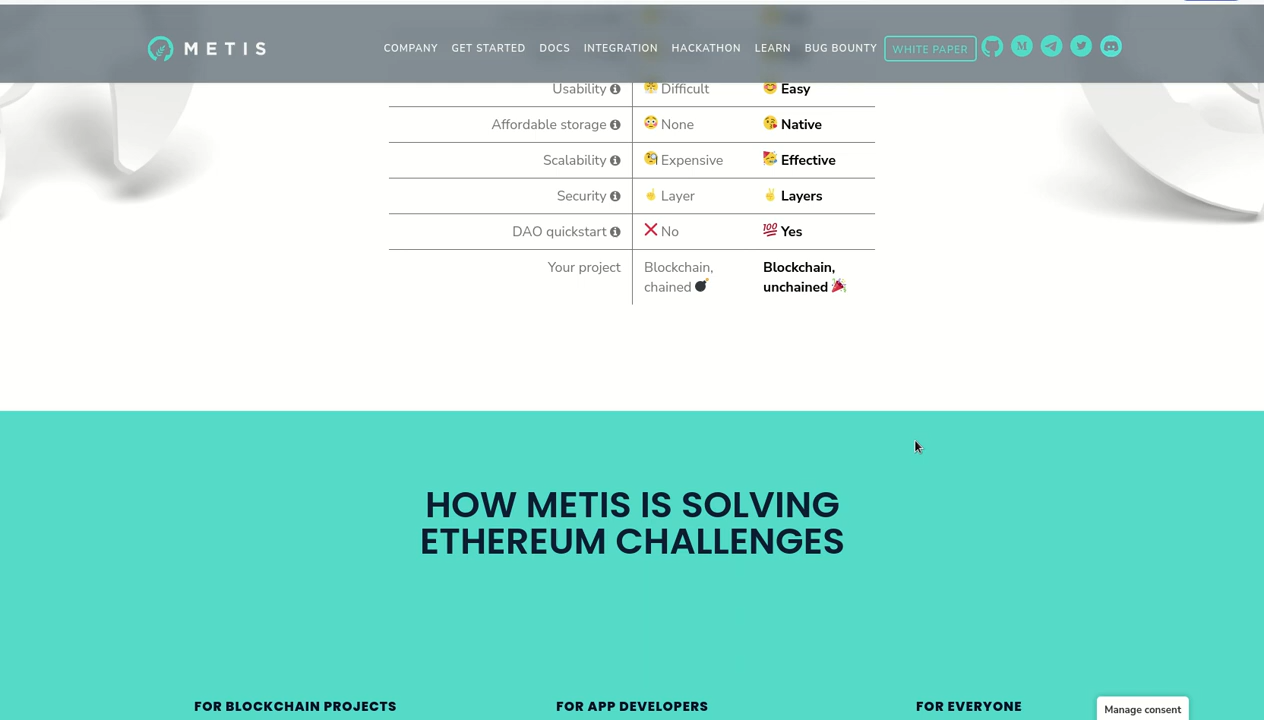 METIS
COMPANY GET STARTED DOCS INTEGRATION HACKATHON LEARN BUG BOUNTY WHITE PAPER
Usability Difficult Easy
Affordable storage None Native
Scalability Expensive Effective
Security Layer Layers
DAO quickstart No 100 Yes
Your project Blockchain, chained Blockchain, unchained
HOW METIS IS SOLVING
ETHEREUM CHALLENGES
FOR BLOCKCHAIN PROJECTS FOR APP DEVELOPERS FOR EVERYONE
Manage consent